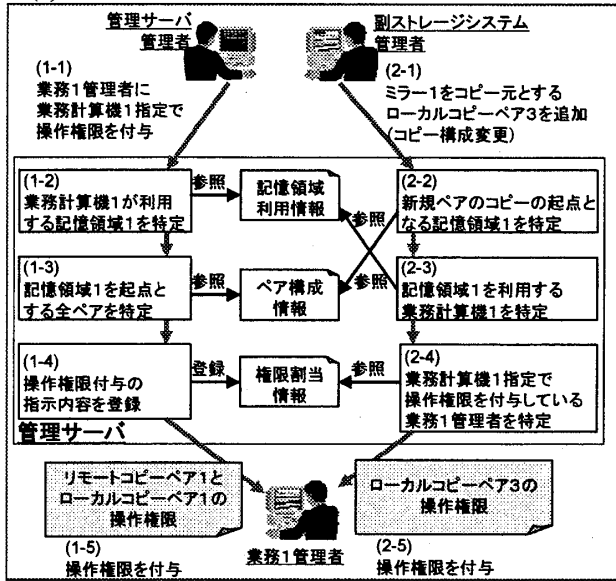 管理サーバ
管理者
副ストレージシステム
管理者
(1-1)
業務1管理者に
業務計算機1指定で
操作権限を付与
(2-1)
ミラー1をコピー元とする
ローカルコピーペア3を追加
(コピー構成変更)
(1-2)
業務計算機1が利用
する記憶領域1を特定
参照
記憶領域
利用情報
参照
(2-2)
新規ペアのコピーの起点と
なる記憶領域1を特定
(1-3)
記憶領域1を起点と
する全ペアを特定
参照
ペア構成
情報
参照
(2-3)
記憶領域1を利用する
業務計算機1を特定
(1-4)
操作権限付与の
指示内容を登録
登録
権限割当
情報
参照
(2-4)
業務計算機1指定で
操作権限を付与している
業務1管理者を特定
管理サーバ
リモートコピーペア1と
ローカルコピーペア1の
操作権限
ローカルコピーペア3の
操作権限
(1-5)
操作権限を付与
業務1管理者
(2-5)
操作権限を付与